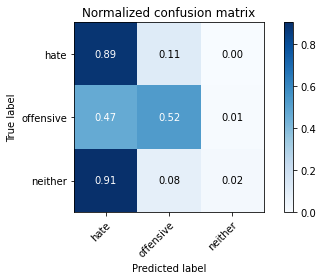 Normalized confusion matrix
True label
hate 0.89 0.11 0.00
offensive 0.47 0.52 0.01
neither 0.91 0.08 0.02
hate offensive neither
Predicted label
0.8
0.6
0.4
0.2
0.0